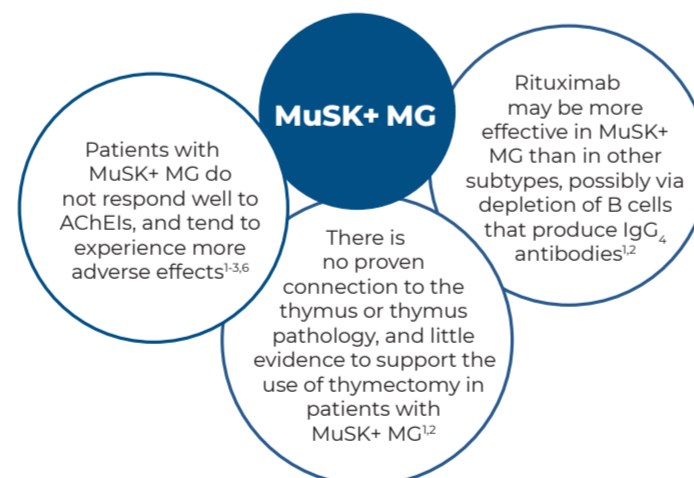 MuSK+ MG
Patients with
MuSK+ MG do
not respond well to
AChEIs, and tend to
experience more
adverse effects1-3,6
There is
no proven
connection to the
thymus or thymus
pathology, and little
evidence to support the
use of thymectomy in
patients with
MuSK+ MG1,2
Rituximab
may be more
effective in MuSK+
MG than in other
subtypes, possibly via
depletion of B cells
that produce IgG4
antibodies1,2